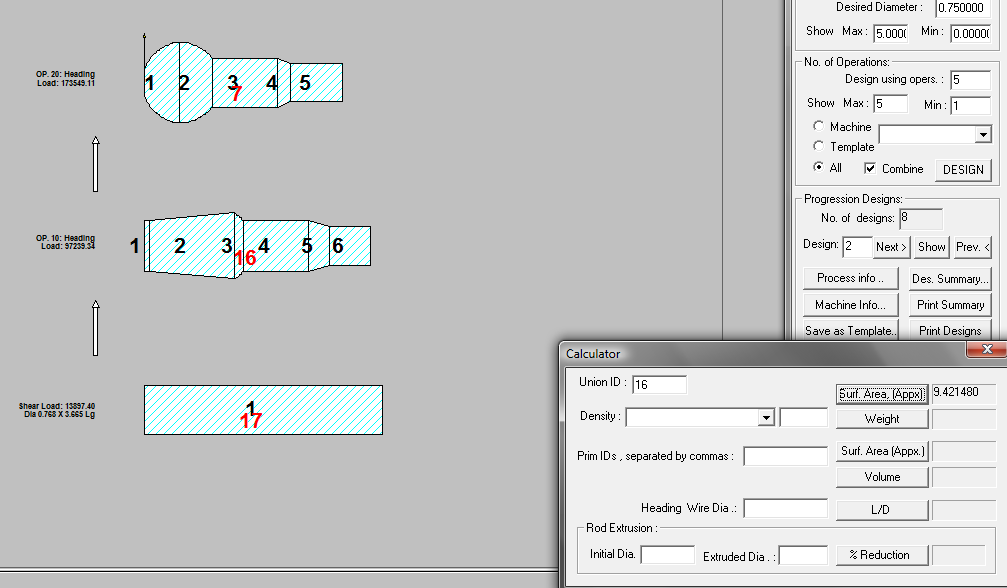 OP. 20: Heading
Load: 173549.11
1 2 3 4 5
7
OP. 10: Heading
Load: 97239.34
1 2 3 4 5 6
16
Shear Load: 13897.40
Dia 0.768 X 3.665 Lg
1
17
Desired Diameter : 0.750000
Show Max : 5.000 Min : 0.0000
No. of Operations:
Design using opers. : 5
Show Max : 5 Min : 1
Machine
Template
All Combine DESIGN
Progression Designs:
No. of designs: 8
Design: 2 Next > Show Prev. <
Process info .. Des. Summary...
Machine Info... Print Summary
Save as Template.. Print Designs
Calculator
Union ID : 16
Surf. Area, (Appx) 9.421480
Density :
Weight
Prim IDs , separated by commas :
Surf. Area (Appx.)
Volume
Heading Wire Dia .: L/D
Rod Extrusion :
Initial Dia. Extruded Dia . : % Reduction